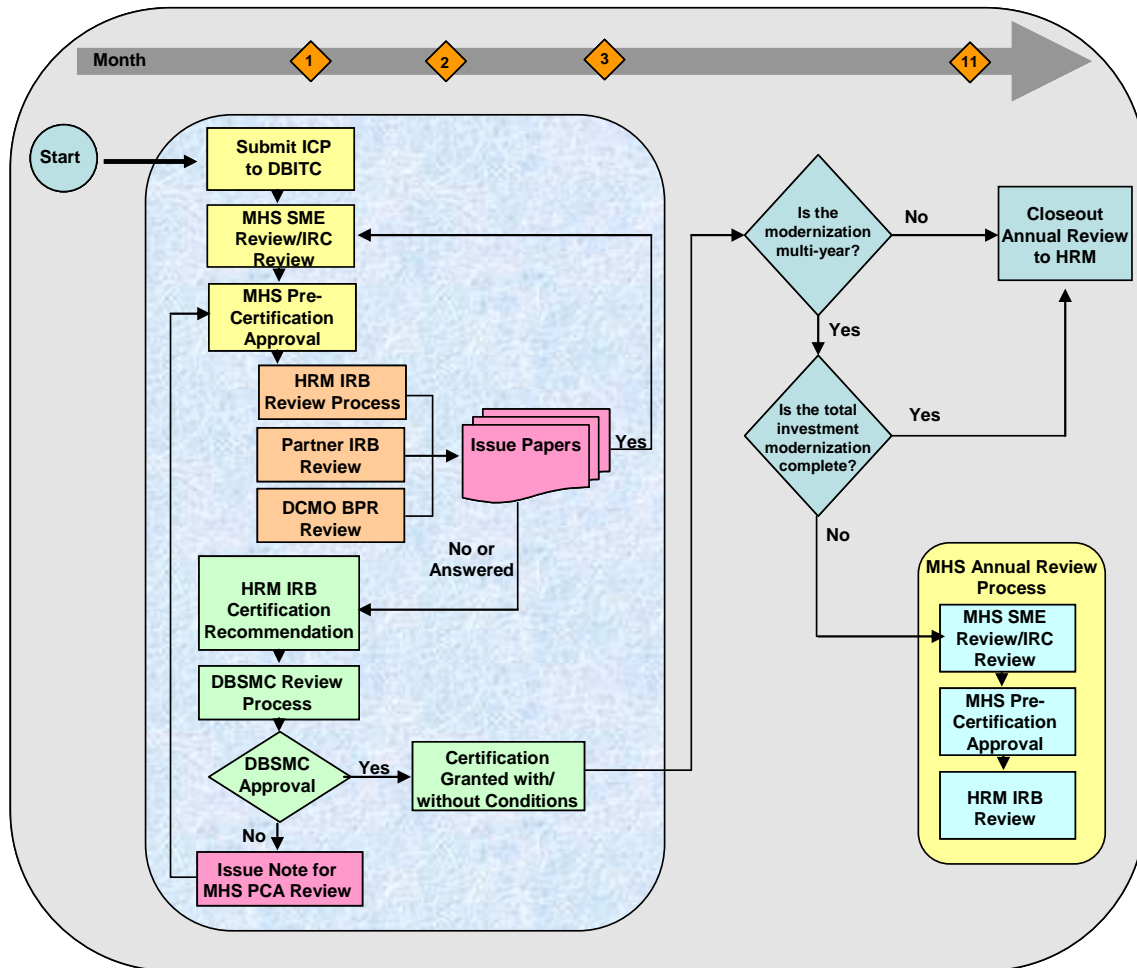 Month
1
2
3
11
Start
Submit ICP
to DBITC
MHS SME
Review/IRC
Review
MHS Pre-
Certification
Approval
HRM IRB
Review Process
Partner IRB
Review
DCMO BPR
Review
Issue Papers
Yes
No or
Answered
HRM IRB
Certification
Recommendation
DBSMC Review
Process
DBSMC
Approval
Yes
Certification
Granted with/
without Conditions
No
Issue Note for
MHS PCA Review
Is the
modernization
multi-year?
No
Closeout
Annual Review
to HRM
Yes
Is the total
investment
modernization
complete?
Yes
No
MHS Annual Review
Process
MHS SME
Review/IRC
Review
MHS Pre-
Certification
Approval
HRM IRB
Review